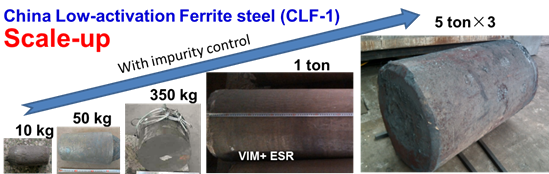 China Low-activation Ferrite steel (CLF-1)
Scale-up
With impurity control
5 ton×3
1 ton
350 kg
50 kg
10 kg
VIM+ ESR